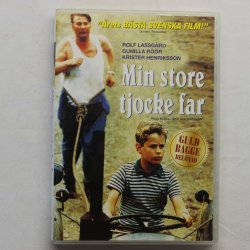 "Årets BÄSTA SVENSKA FILM!"
ROLF LASSGÅRD
GUNILLA RÖÖR
KRISTER HENRIKSSON
Min store
tjocke far
GULD
BAGGE
BELÖNAD